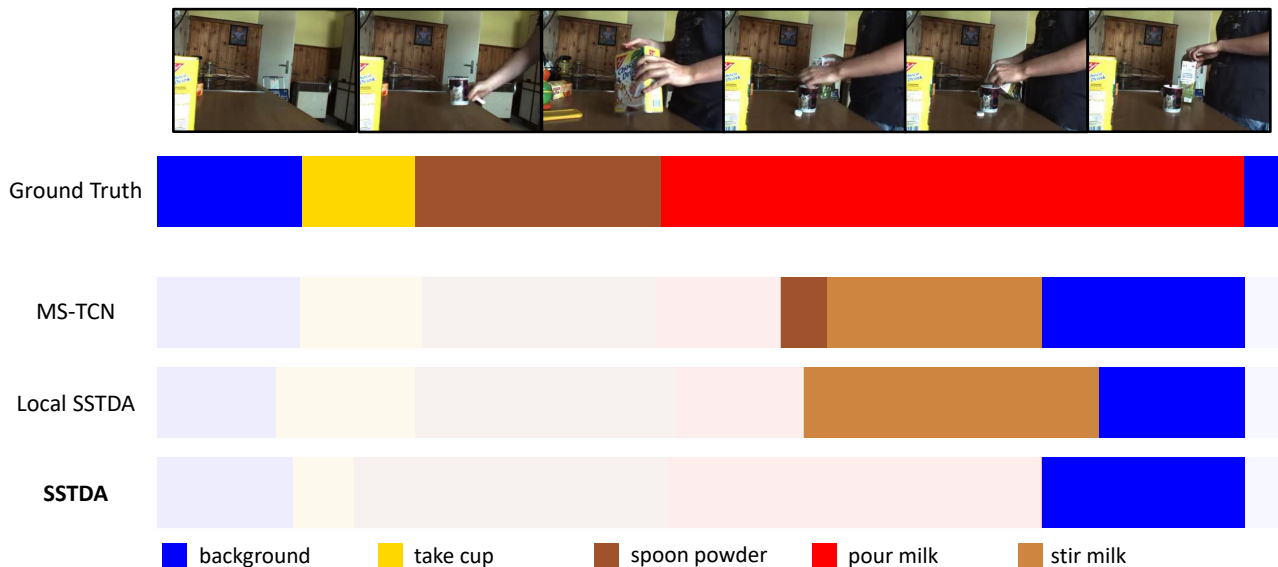 Ground Truth
MS-TCN
Local SSTDA
SSTDA
background take cup spoon powder pour milk stir milk